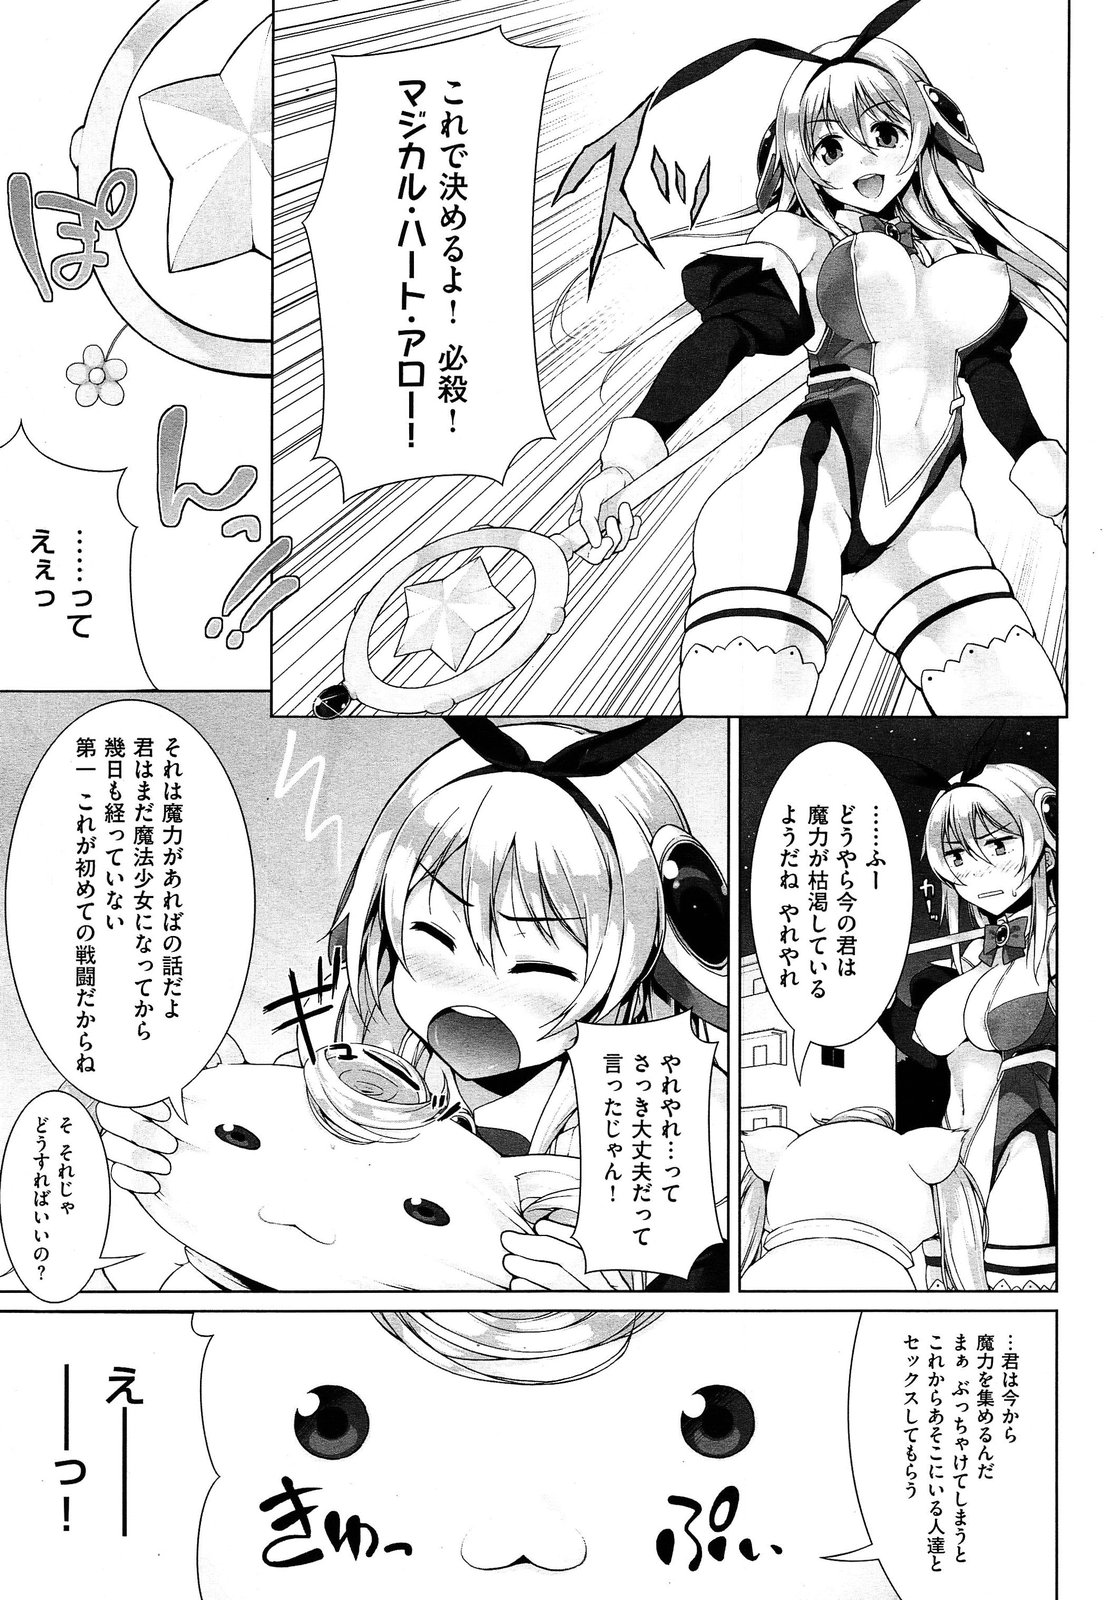 これで決めるよ！必殺！
マジカル・ハート・アロー！
バッ
ぽ
んっ
!!
……って
ええっ
……ふー
どうやら今の君は
魔力が枯渇している
ようだね やれやれ
カーッ
やれやれ…って
さっき大丈夫だって
言ったじゃん！
ギュー
それは魔力があればの話だよ
君はまだ魔法少女になってから
幾日も経っていない
第一 これが初めての戦闘だからね
そ それじゃ
どうすればいいの？
…君は今から
魔力を集めるんだ
まぁ ぶっちゃけてしまうと
これからあそこにいる人達と
セックスしてもらう
ぷぃ
きゅっ
え――
――っ！